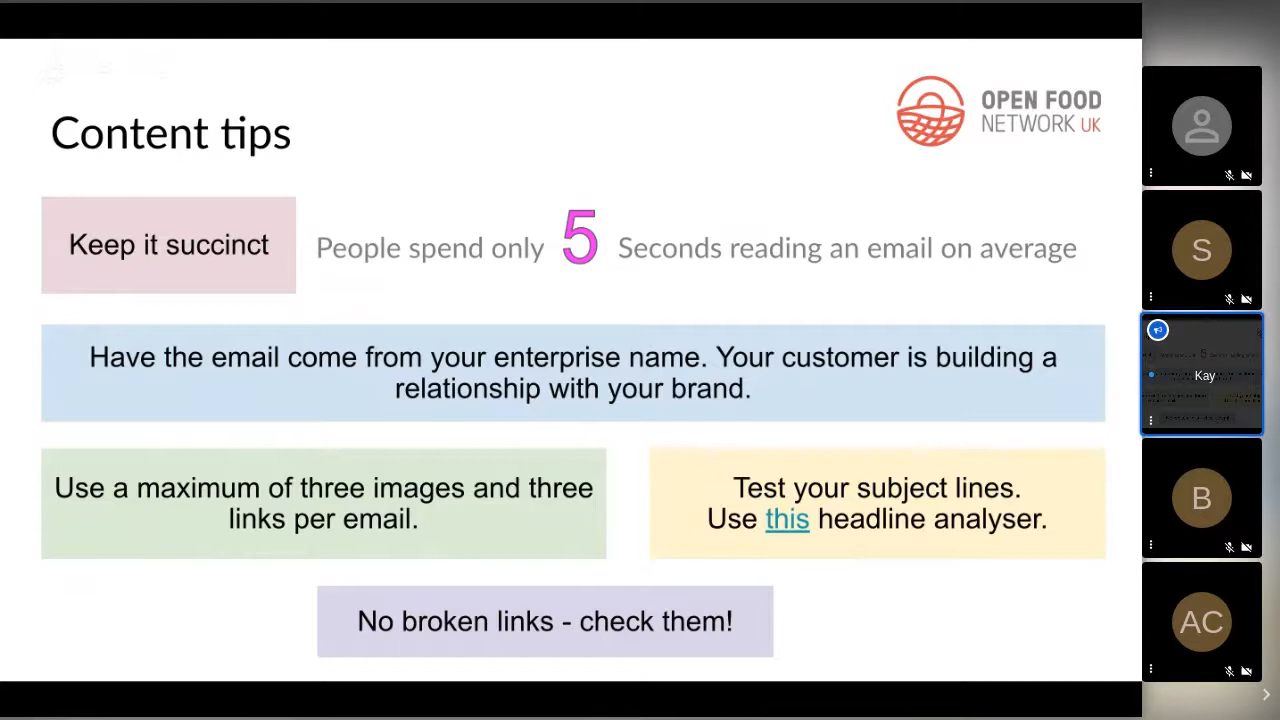 Content tips
OPEN FOOD
NETWORK UK
Keep it succinct
People spend only 5 Seconds reading an email on average
Have the email come from your enterprise name. Your customer is building a
relationship with your brand.
Use a maximum of three images and three
links per email.
Test your subject lines.
Use this headline analyser.
No broken links - check them!
S
Kay
B
AC